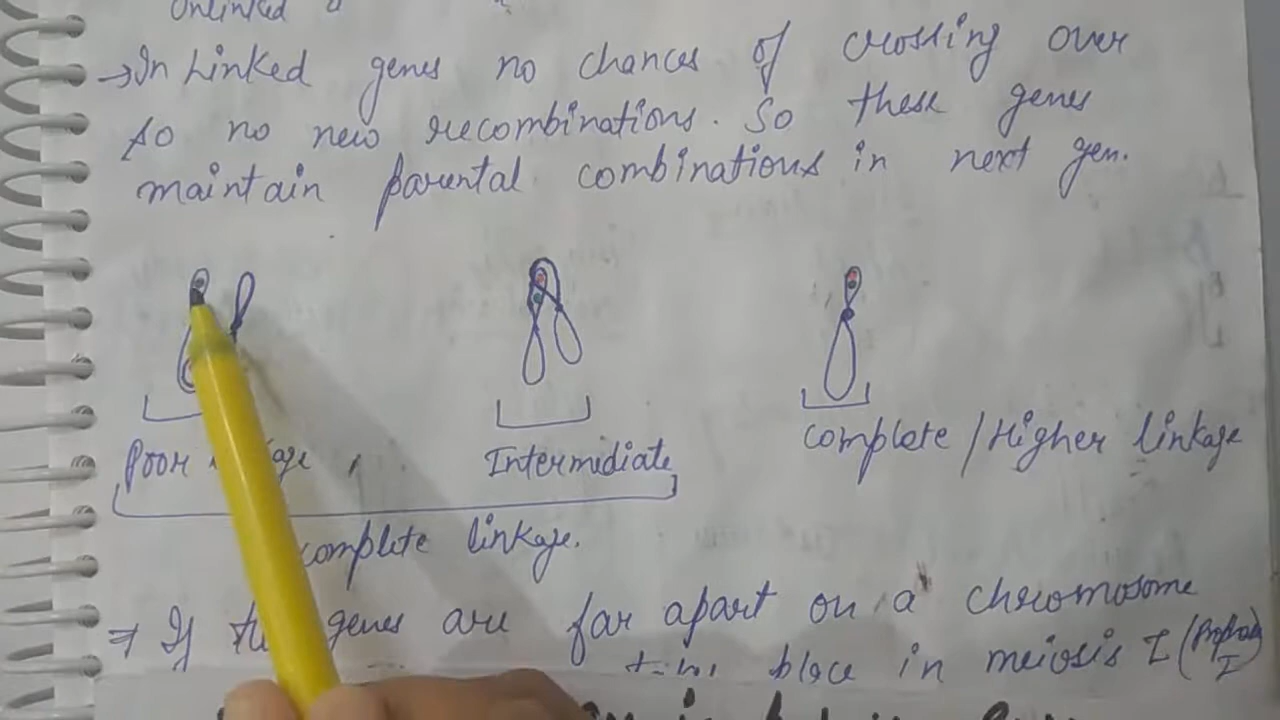 Unlinked
→ In Linked genes no chances of crossing over
so no new recombinations. So these genes
maintain parental combinations in next gen.
Poor
Intermediate
complete / Higher linkage
complete linkage.
⇒ If genes are far apart on a chromosome
place in meiosis I (Prophase I)